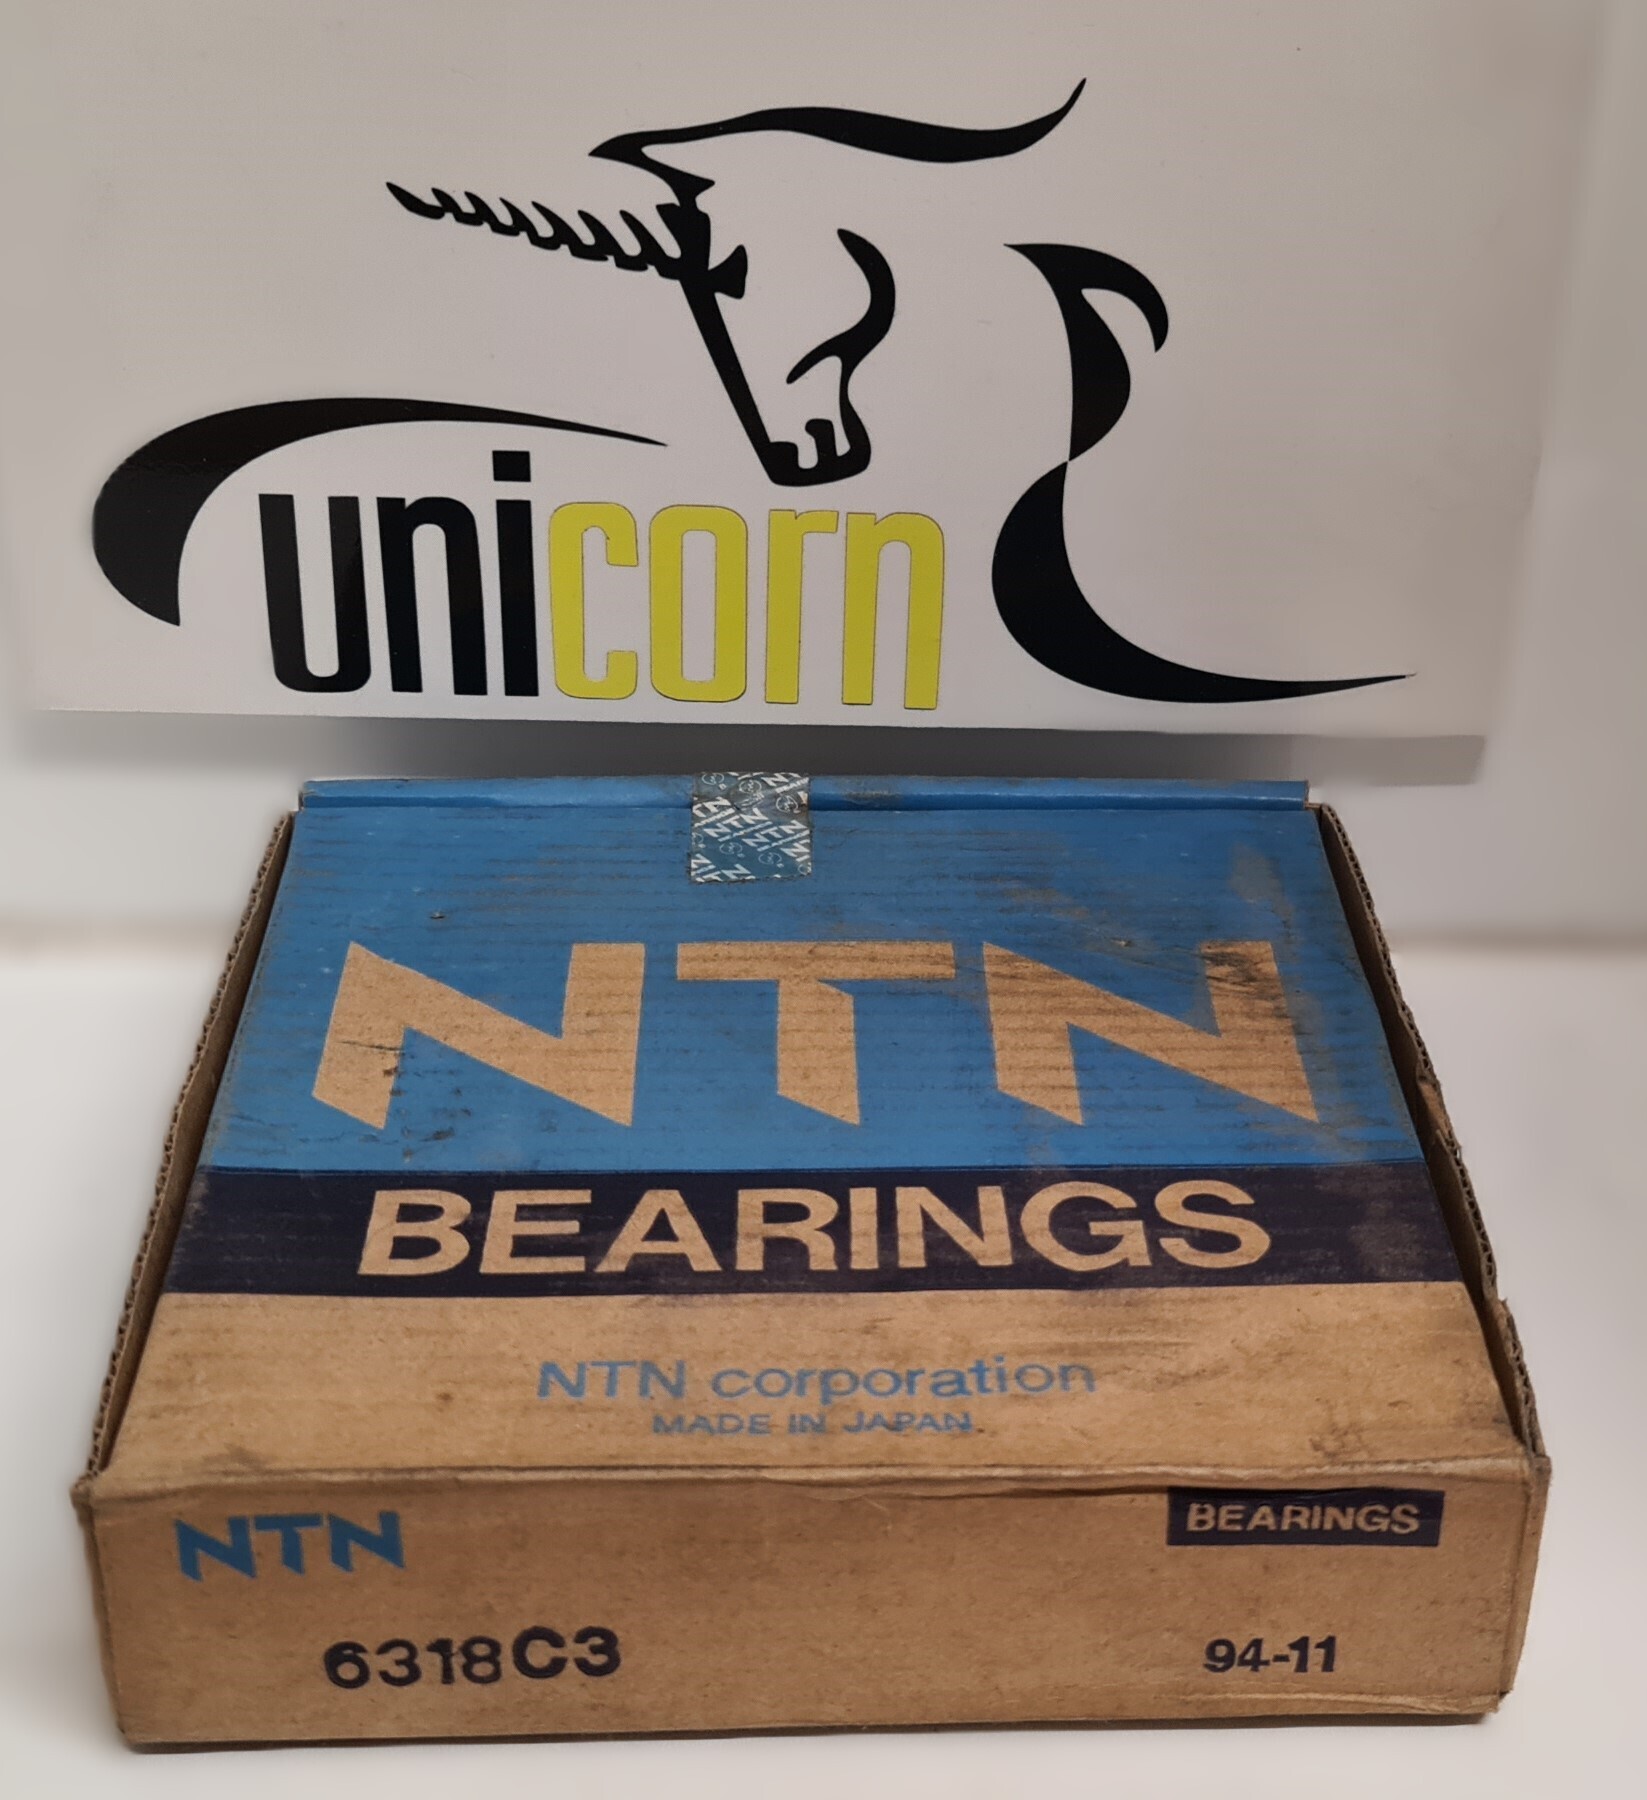 unicorn
NTN
BEARINGS
NTN corporation
MADE IN JAPAN
NTN
BEARINGS
6318C3
94-11